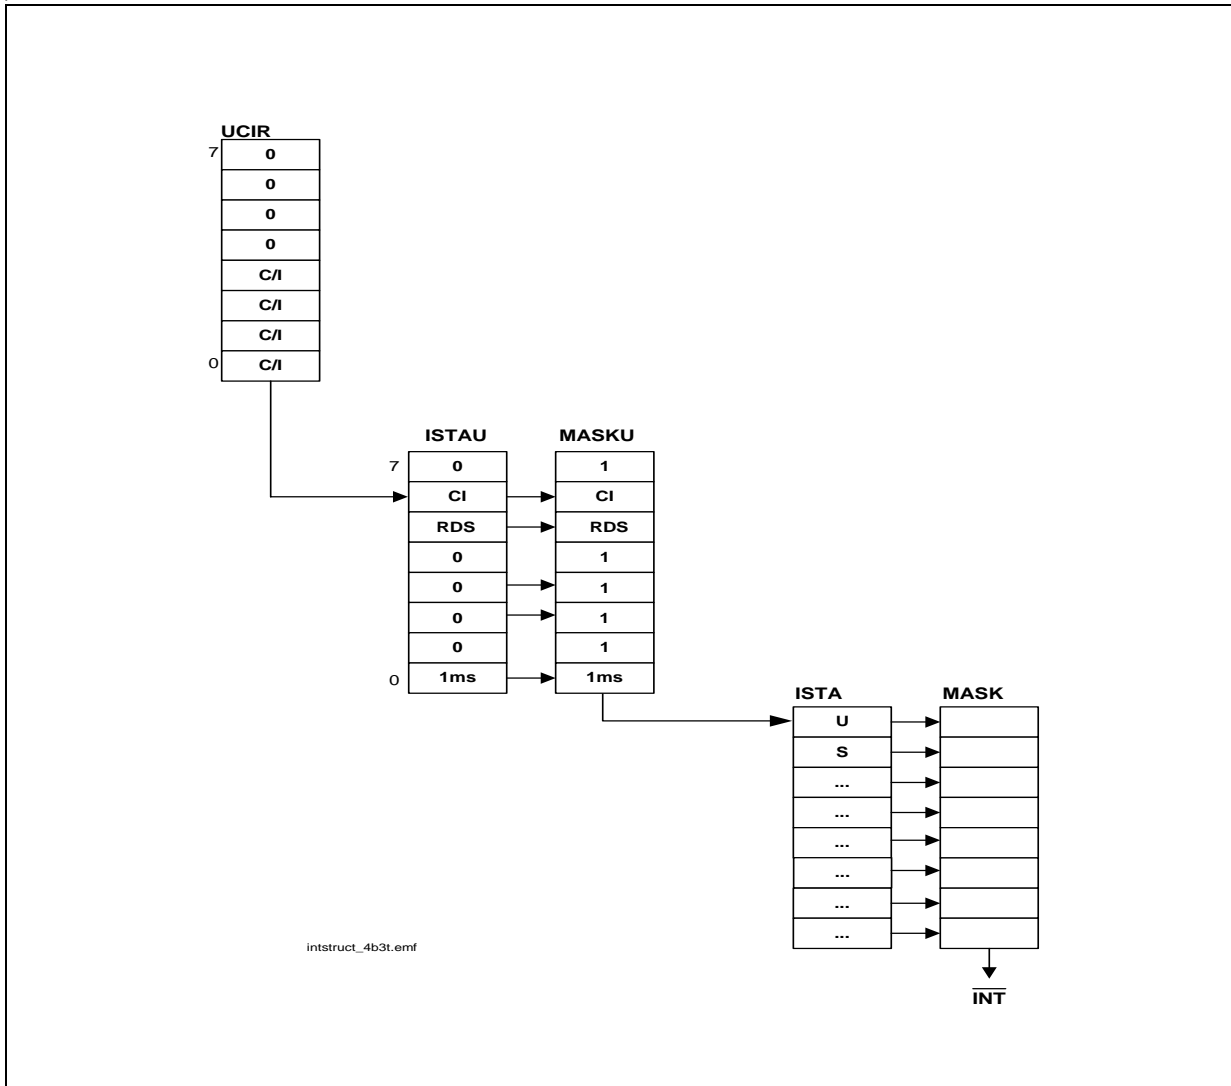 UCIR
7 0
0
0
0
C/I
C/I
C/I
0 C/I
ISTAU MASKU
7 0 1
CI CI
RDS RDS
0 1
0 1
0 1
0 1
0 1ms 1ms
ISTA MASK
U
S
...
...
...
...
...
...
intstruct_4b3t.emf
INT